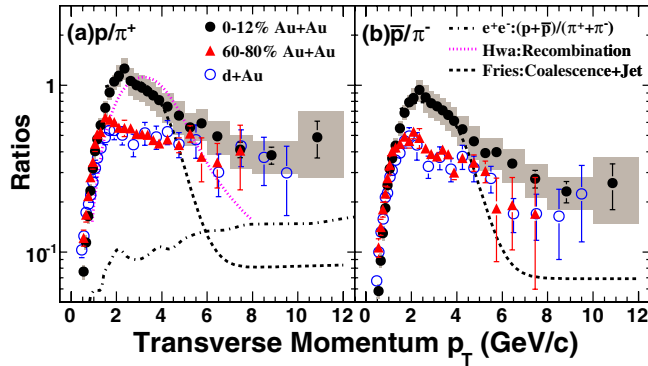 (a)p/π+
0-12% Au+Au
60-80% Au+Au
d+Au
(b)p̅/π-
e+e-:(p+p̅)/(π++π-)
Hwa:Recombination
Fries:Coalescence+Jet
Ratios
1
10-1
0 2 4 6 8 10 12
0 2 4 6 8 10 12
Transverse Momentum pT (GeV/c)